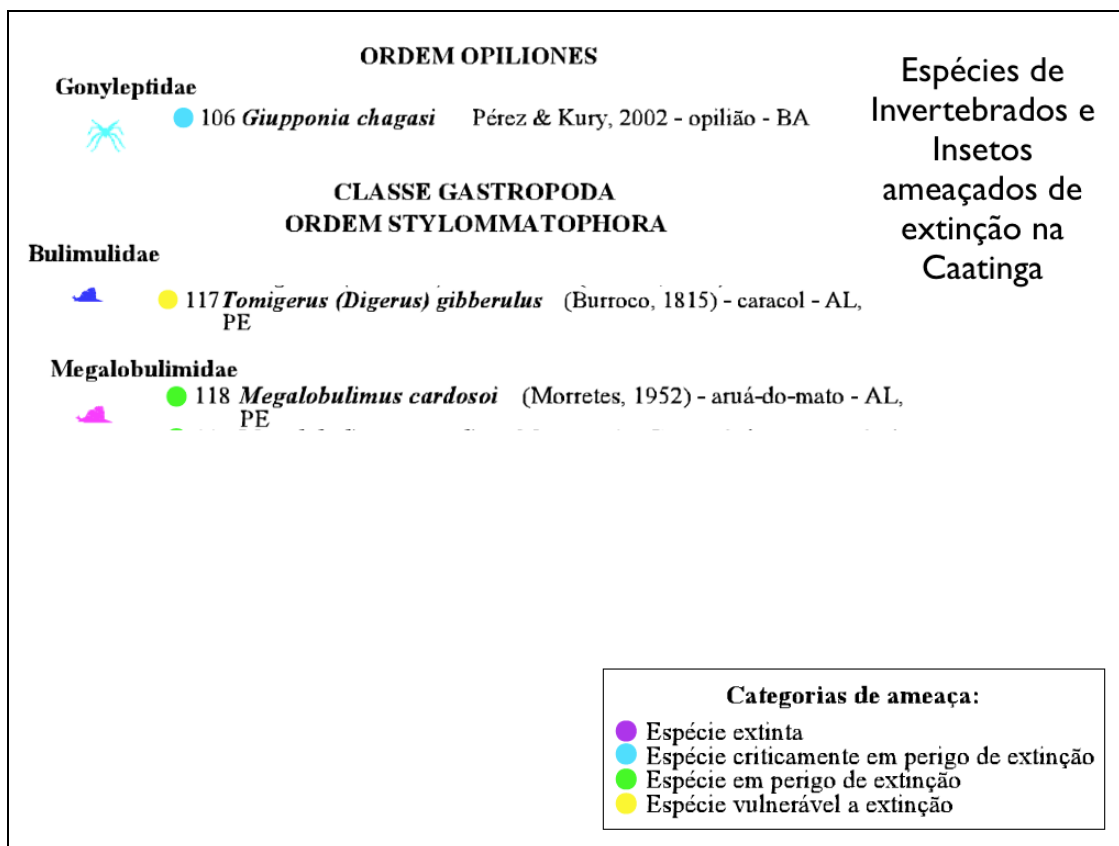 ORDEM OPILIONES
Gonyleptidae
106 Giupponia chagasi Pérez & Kury, 2002 - opilião - BA
CLASSE GASTROPODA
ORDEM STYLOMMATOPHORA
Bulimulidae
117 Tomigerus (Digerus) gibberulus (Burroco, 1815) - caracol - AL,
PE
Megalobulimidae
118 Megalobulimus cardosoi (Morretes, 1952) - aruá-do-mato - AL,
PE
Espécies de
Invertebrados e
Insetos
ameaçados de
extinção na
Caatinga
Categorias de ameaça:
Espécie extinta
Espécie criticamente em perigo de extinção
Espécie em perigo de extinção
Espécie vulnerável a extinção